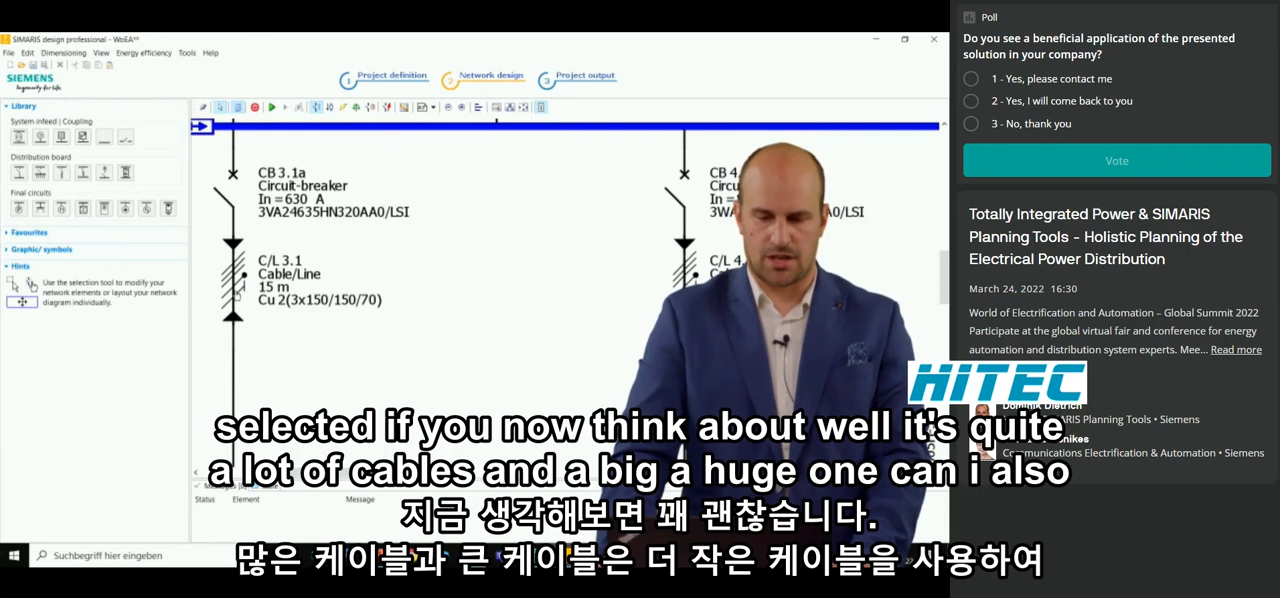 SIMARIS design professional - WoEA**
File Edit Dimensioning View Energy efficiency Tools Help
SIEMENS
Ingenuity for life
1 Project definition
2 Network design
3 Project output
Library
System infeed | Coupling
Distribution board
Final circuits
Favourites
Graphic/ symbols
Hints
Use the selection tool to modify your
network elements or layout your network
diagram individually.
CB 3.1a
Circuit-breaker
In = 630 A
3VA24635HN320AA0/LSI
C/L 3.1
Cable/Line
15 m
Cu 2(3x150/150/70)
CB 4.
Circu
In =
3W
A0/LSI
C/L 4
Status Element Message
Suchbegriff hier eingeben
selected if you now think about well it's quite
a lot of cables and a big a huge one can i also
지금 생각해보면 꽤 괜찮습니다.
많은 케이블과 큰 케이블은 더 작은 케이블을 사용하여
Poll
Do you see a beneficial application of the presented
solution in your company?
1 - Yes, please contact me
2 - Yes, I will come back to you
3 - No, thank you
Vote
Totally Integrated Power & SIMARIS
Planning Tools - Holistic Planning of the
Electrical Power Distribution
March 24, 2022 16:30
World of Electrification and Automation – Global Summit 2022
Participate at the global virtual fair and conference for energy
automation and distribution system experts. Mee... Read more
HITEC
Dominik Dietrich
SIMARIS Planning Tools • Siemens
nikes
Communications Electrification & Automation • Siemens